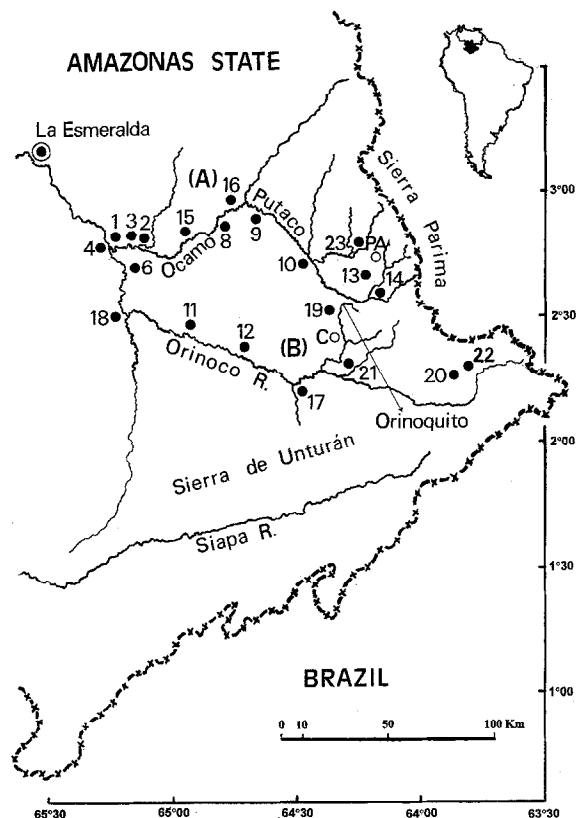 AMAZONAS STATE
La Esmeralda
Sierra Parima
(A)
16
3°00
Putaco
1
3
2
15
4
8
9
23
PA
Ocamo
6
10
13
14
19
2°30
18
11
12
(B)
Co
22
Orinoco R.
21
20
17
Orinoquito
2°00
Sierra de Unturán
Siapa R.
1°30
BRAZIL
1°00
0 10 50 100 Km
65°30 65°00 64°30 64°00 63°30